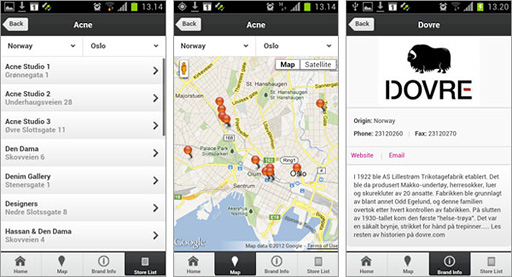 13.14
Back
Acne
Norway
Oslo
Acne Studio 1
Grønnegata 1
Acne Studio 2
Underhaugsveien 28
Acne Studio 3
Øvre Slottsgate 11
Den Dama
Skovveien 6
Denim Gallery
Stenersgate 1
Designers
Nedre Slottsgate 8
Hassan & Den Dama
Skovveien 4
Home
Map
Brand Info
Store List
13.14
Back
Acne
Norway
Oslo
Map
Satellite
Majorstuen
St. Hanshaugen
St. Hanshaugen
Palace Park
Slottsparken
Ring1
Oslo
Google
Map data ©2012 Google - Terms of Use
Home
Map
Brand Info
Store List
13.20
Back
Dovre
DOVRE
Origin: Norway
Phone: 23120260
Fax: 23120270
Website
Email
I 1922 ble AS Lillestrøm Trikotagefabrik etablert. Det
ble da produsert Makko-undertøy, herresokker, luer
og skurekluter av 20 ansatte. Fabrikken ble grunnlagt
av blant annet Odd Egelund, og denne familien
overtok etter hvert kontrollen av fabrikken. På slutten
av 1930-tallet kom den første "helse-trøya". Det var
en såkalt brynje, strikket for hånd på trepinner..... Les
resten av historien på dovre.com
Home
Map
Brand Info
Store List